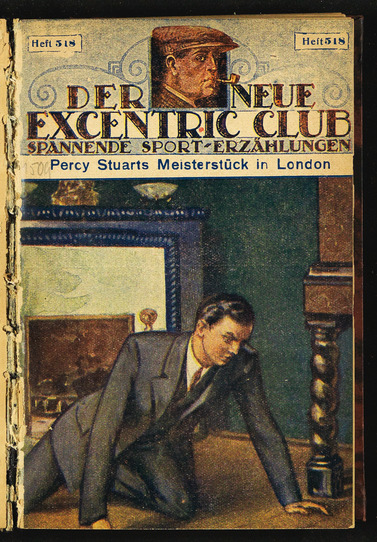 Heft 518
Heft 518
DER NEUE
EXCENTRIC CLUB
SPANNENDE SPORT-ERZÄHLUNGEN
Percy Stuarts Meisterstück in London